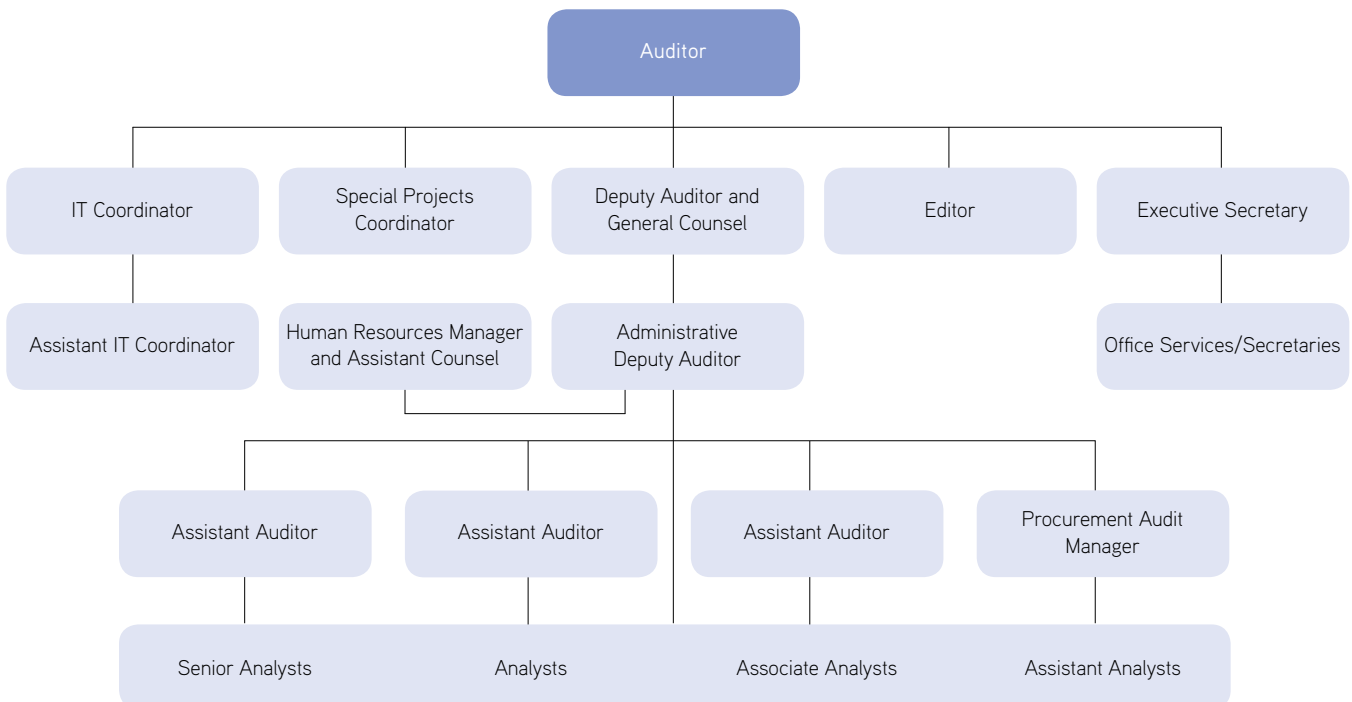 Auditor
IT Coordinator
Special Projects
Coordinator
Deputy Auditor and
General Counsel
Editor
Executive Secretary
Assistant IT Coordinator
Human Resources Manager
and Assistant Counsel
Administrative
Deputy Auditor
Office Services/Secretaries
Assistant Auditor
Assistant Auditor
Assistant Auditor
Procurement Audit
Manager
Senior Analysts
Analysts
Associate Analysts
Assistant Analysts